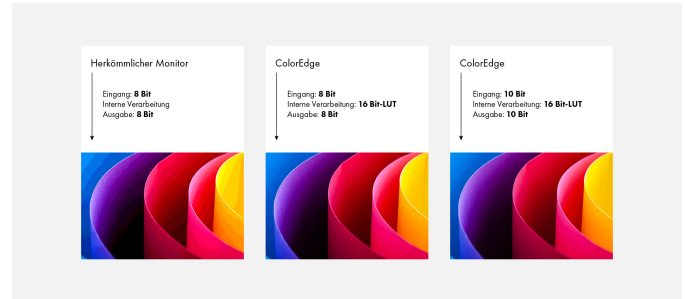 Herkömmlicher Monitor
Eingang: 8 Bit
Interne Verarbeitung
Ausgabe: 8 Bit
ColorEdge
Eingang: 8 Bit
Interne Verarbeitung: 16 Bit-LUT
Ausgabe: 8 Bit
ColorEdge
Eingang: 10 Bit
Interne Verarbeitung: 16 Bit-LUT
Ausgabe: 10 Bit